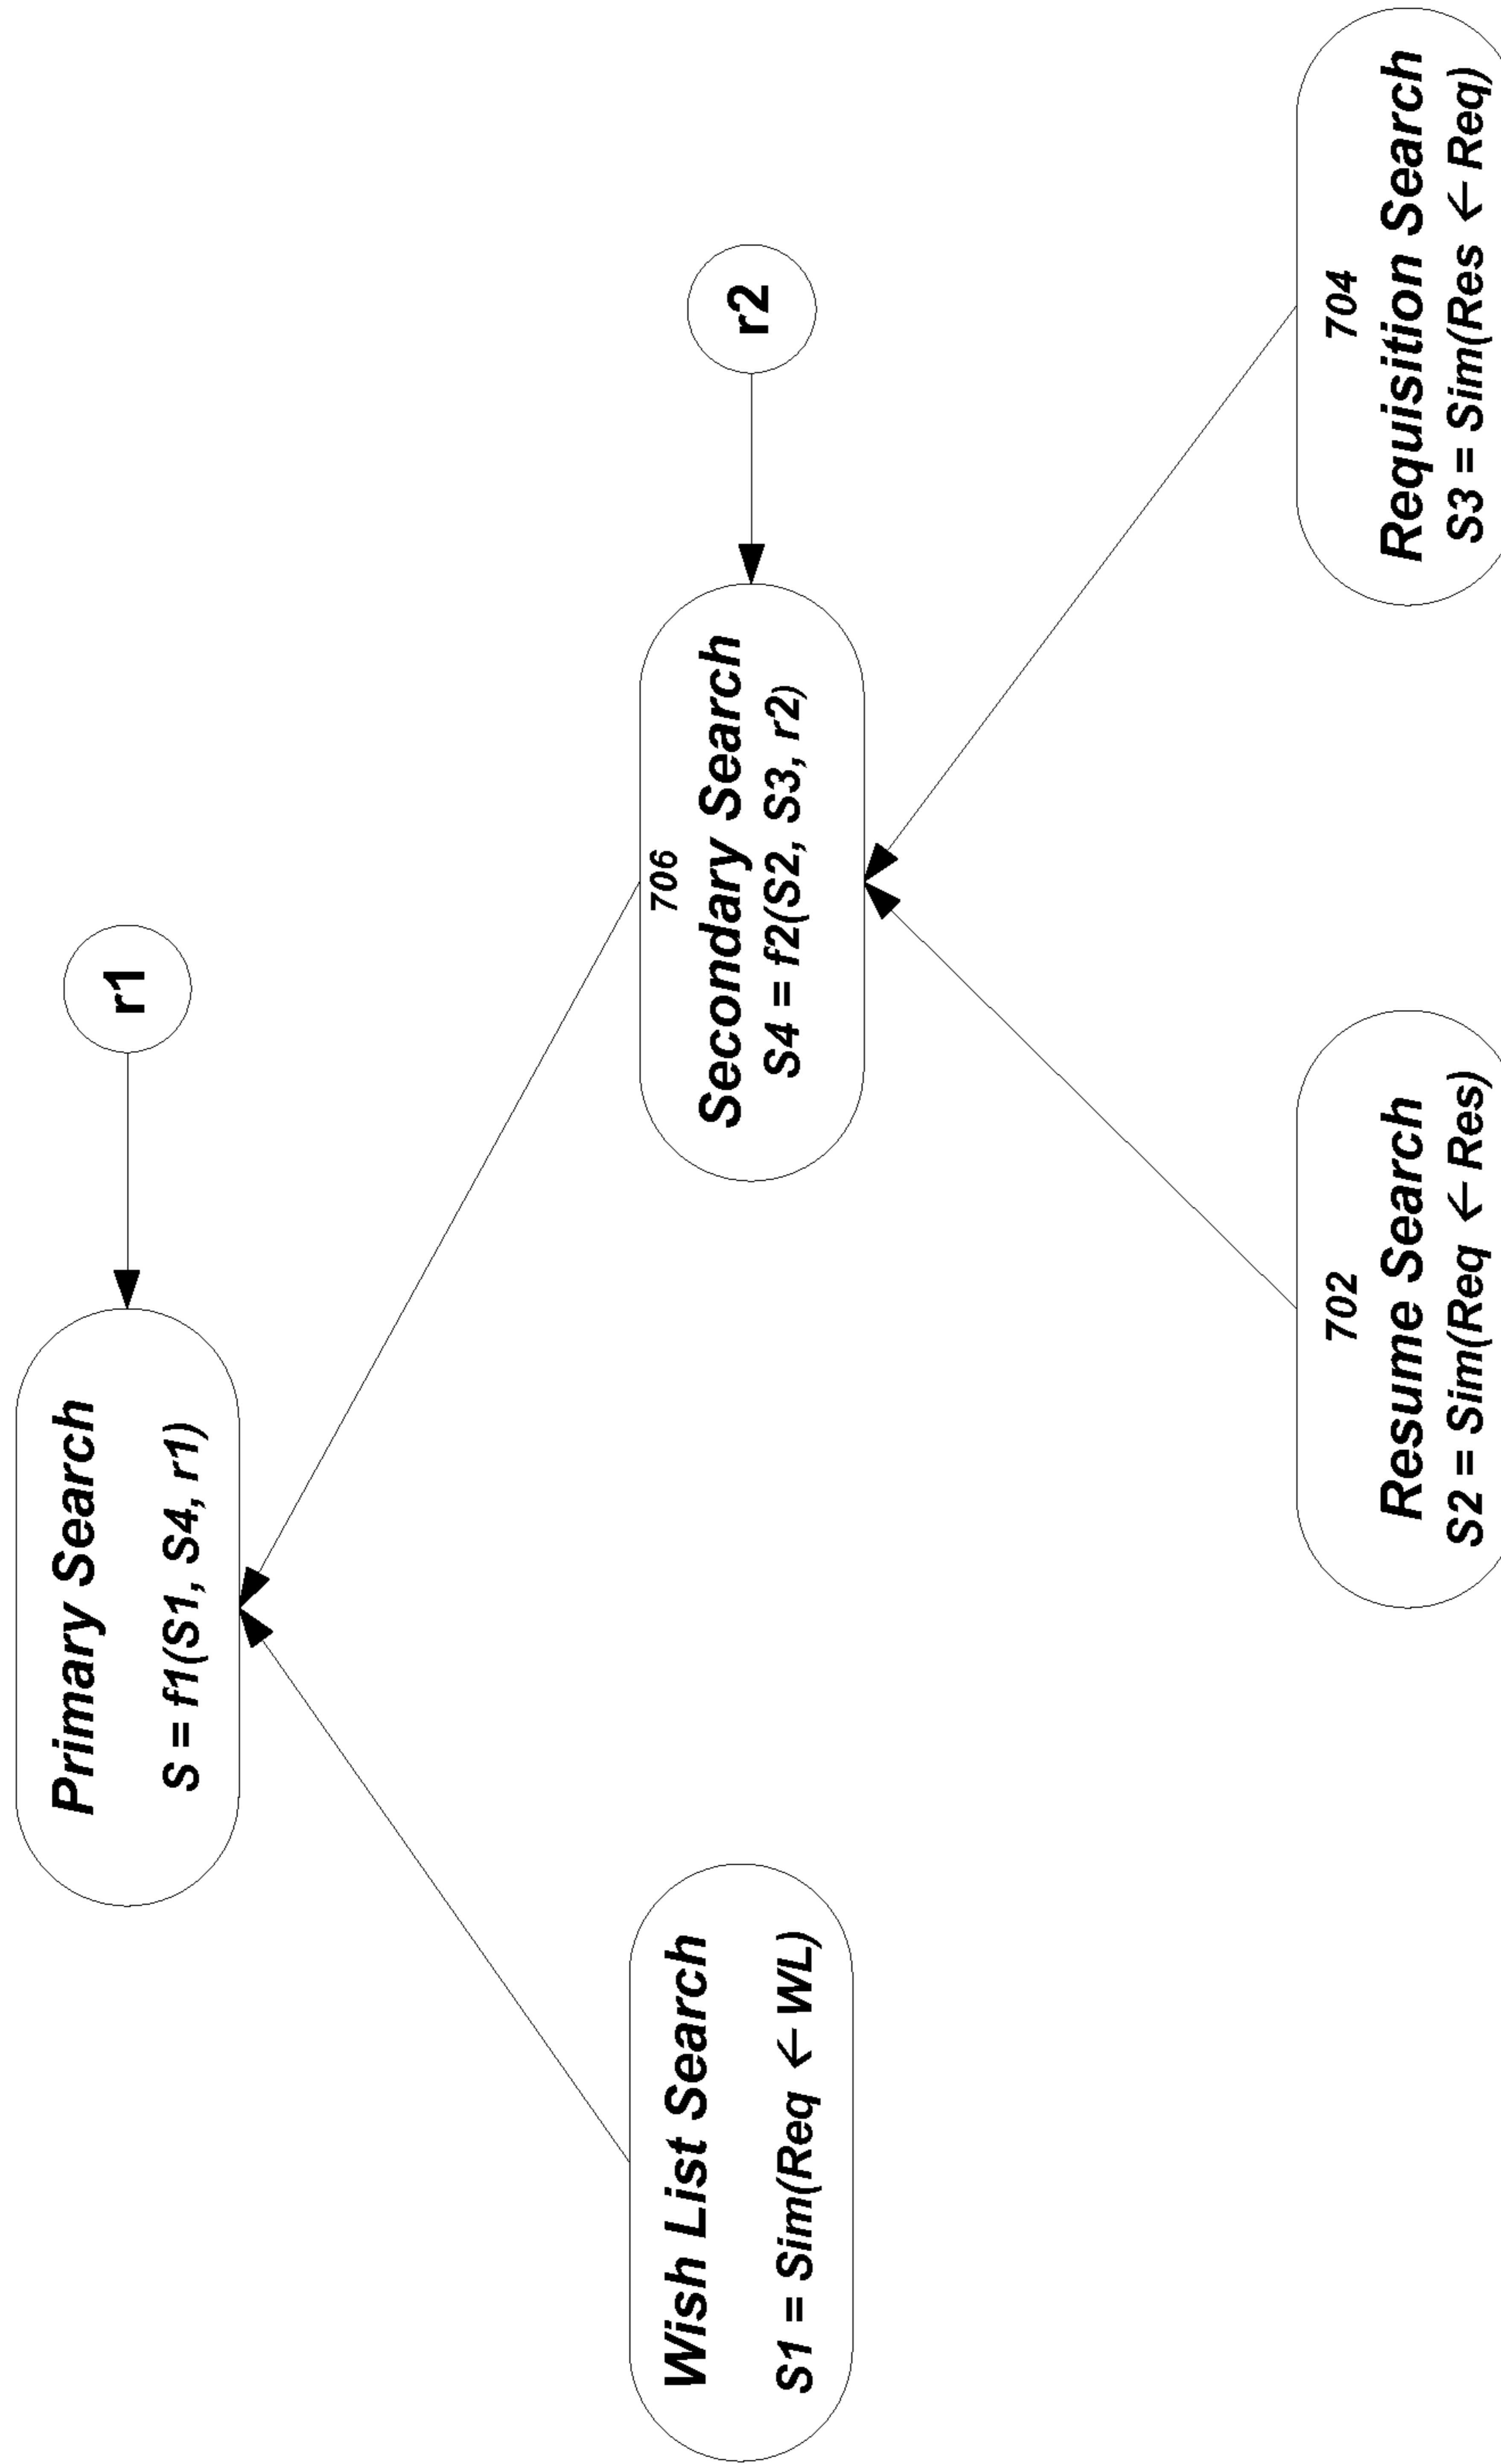 Primary Search
S = f1(S1, S4, r1)
r1
Wish List Search
S1 = Sim(Req ← WL)
706
Secondary Search
S4 = f2(S2, S3, r2)
r2
702
Resume Search
S2 = Sim(Req ← Res)
704
Requisition Search
S3 = Sim(Res ← Req)